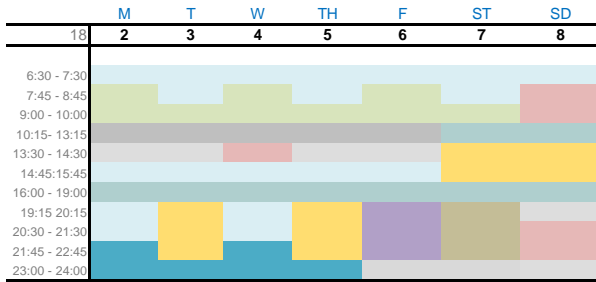 M T W TH F ST SD
18 2 3 4 5 6 7 8
6:30 - 7:30
7:45 - 8:45
9:00 - 10:00
10:15- 13:15
13:30 - 14:30
14:45:15:45
16:00 - 19:00
19:15 20:15
20:30 - 21:30
21:45 - 22:45
23:00 - 24:00